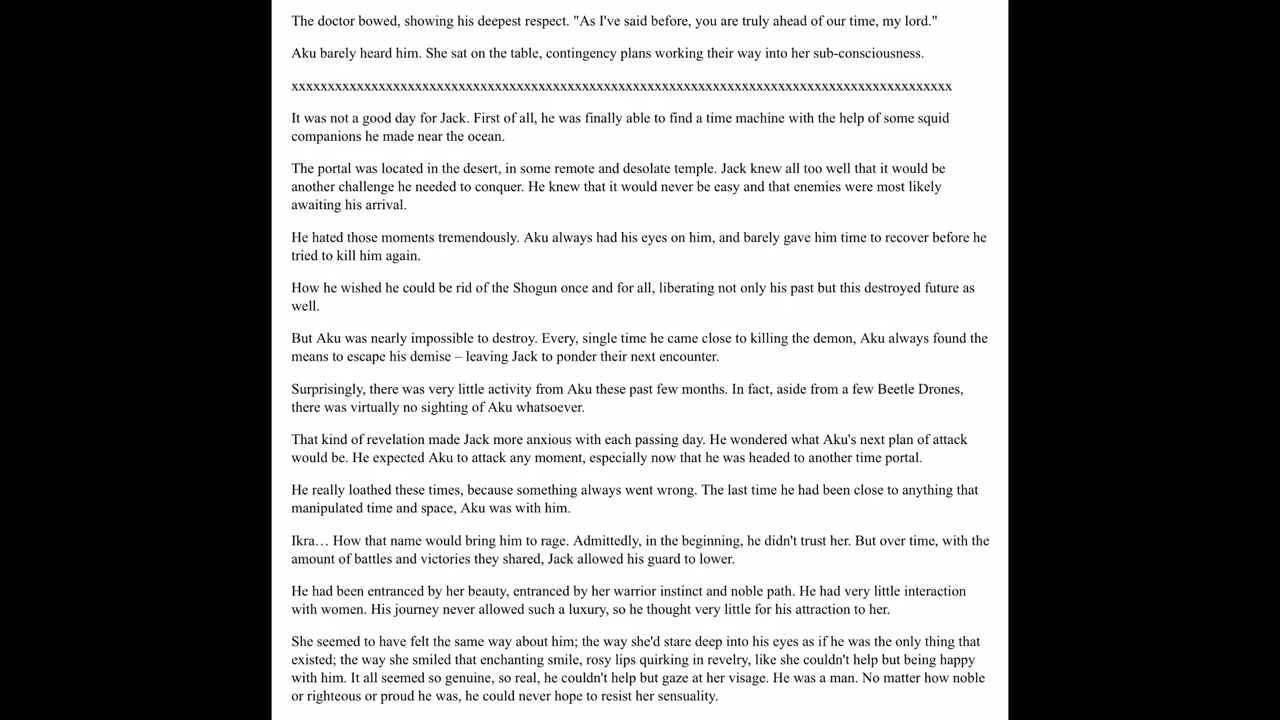 The doctor bowed, showing his deepest respect. "As I've said before, you are truly ahead of our time, my lord."
Aku barely heard him. She sat on the table, contingency plans working their way into her sub-consciousness.
xxxxxxxxxxxxxxxxxxxxxxxxxxxxxxxxxxxxxxxxxxxxxxxxxxxxxxxxxxxxxxxxxxxxxxxxxxxxxxxxxxxxxxxxxxx
It was not a good day for Jack. First of all, he was finally able to find a time machine with the help of some squid
companions he made near the ocean.
The portal was located in the desert, in some remote and desolate temple. Jack knew all too well that it would be
another challenge he needed to conquer. He knew that it would never be easy and that enemies were most likely
awaiting his arrival.
He hated those moments tremendously. Aku always had his eyes on him, and barely gave him time to recover before he
tried to kill him again.
How he wished he could be rid of the Shogun once and for all, liberating not only his past but this destroyed future as
well.
But Aku was nearly impossible to destroy. Every, single time he came close to killing the demon, Aku always found the
means to escape his demise – leaving Jack to ponder their next encounter.
Surprisingly, there was very little activity from Aku these past few months. In fact, aside from a few Beetle Drones,
there was virtually no sighting of Aku whatsoever.
That kind of revelation made Jack more anxious with each passing day. He wondered what Aku's next plan of attack
would be. He expected Aku to attack any moment, especially now that he was headed to another time portal.
He really loathed these times, because something always went wrong. The last time he had been close to anything that
manipulated time and space, Aku was with him.
Ikra… How that name would bring him to rage. Admittedly, in the beginning, he didn't trust her. But over time, with the
amount of battles and victories they shared, Jack allowed his guard to lower.
He had been entranced by her beauty, entranced by her warrior instinct and noble path. He had very little interaction
with women. His journey never allowed such a luxury, so he thought very little for his attraction to her.
She seemed to have felt the same way about him; the way she'd stare deep into his eyes as if he was the only thing that
existed; the way she smiled that enchanting smile, rosy lips quirking in revelry, like she couldn't help but being happy
with him. It all seemed so genuine, so real, he couldn't help but gaze at her visage. He was a man. No matter how noble
or righteous or proud he was, he could never hope to resist her sensuality.